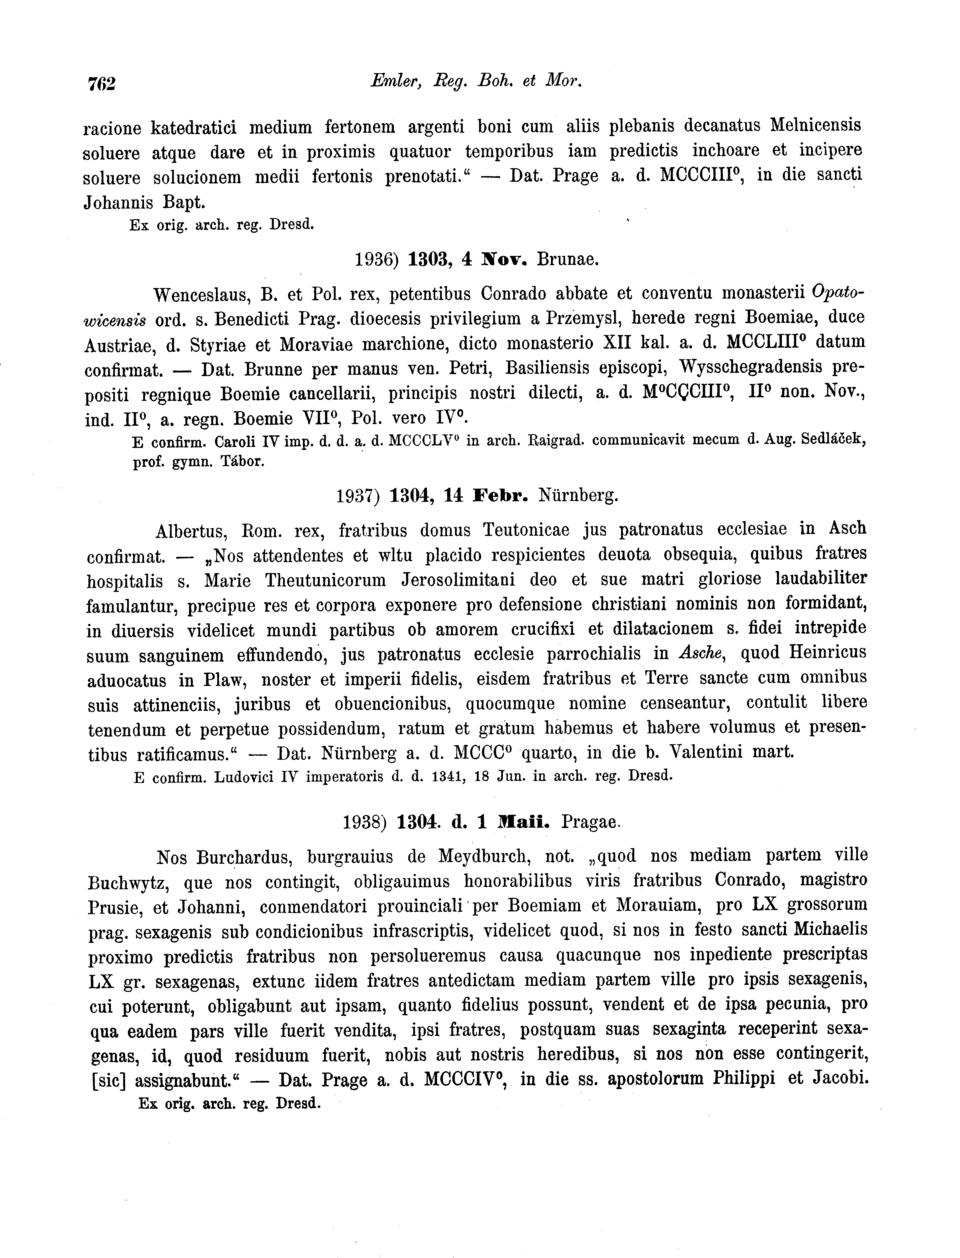 762
Emler, Reg. Boh. et Mor.
racione katedratici medium fertonem argenti boni cum aliis plebanis decanatus Melnicensis
soluere atque dare et in proximis quatuor temporibus iam predictis inchoare et incipere
soluere solucionem medii fertonis prenotati.“ — Dat. Prage a. d. MCCCIII⁰, in die sancti
Johannis Bapt.
Ex orig. arch. reg. Dresd.
1936) 1303, 4 Nov. Brunae.
Wenceslaus, B. et Pol. rex, petentibus Conrado abbate et conventu monasterii Opato-
wicensis ord. s. Benedicti Prag. dioecesis privilegium a Przemysl, herede regni Boemiae, duce
Austriae, d. Styriae et Moraviae marchione, dicto monasterio XII kal. a. d. MCCLIII⁰ datum
confirmat. — Dat. Brunne per manus ven. Petri, Basiliensis episcopi, Wysschegradensis pre-
positi regnique Boemie cancellarii, principis nostri dilecti, a. d. M⁰CÇCIII⁰, II⁰ non. Nov.,
ind. II⁰, a. regn. Boemie VII⁰, Pol. vero IV⁰.
E confirm. Caroli IV imp. d. d. a. d. MCCCLV⁰ in arch. Raigrad. communicavit mecum d. Aug. Sedláček,
prof. gymn. Tábor.
1937) 1304, 14 Febr. Nürnberg.
Albertus, Rom. rex, fratribus domus Teutonicae jus patronatus ecclesiae in Asch
confirmat. — „Nos attendentes et wltu placido respicientes deuota obsequia, quibus fratres
hospitalis s. Marie Theutunicorum Jerosolimitani deo et sue matri gloriose laudabiliter
famulantur, precipue res et corpora exponere pro defensione christiani nominis non formidant,
in diuersis videlicet mundi partibus ob amorem crucifixi et dilatacionem s. fidei intrepide
suum sanguinem effundendo, jus patronatus ecclesie parrochialis in Asche, quod Heinricus
aduocatus in Plaw, noster et imperii fidelis, eisdem fratribus et Terre sancte cum omnibus
suis attinenciis, juribus et obuencionibus, quocumque nomine censeantur, contulit libere
tenendum et perpetue possidendum, ratum et gratum habemus et habere volumus et presen-
tibus ratificamus.“ — Dat. Nürnberg a. d. MCCC⁰ quarto, in die b. Valentini mart.
E confirm. Ludovici IV imperatoris d. d. 1341, 18 Jun. in arch. reg. Dresd.
1938) 1304. d. 1 Maii. Pragae.
Nos Burchardus, burgrauius de Meydburch, not. „quod nos mediam partem ville
Buchwytz, que nos contingit, obligauimus honorabilibus viris fratribus Conrado, magistro
Prusie, et Johanni, conmendatori prouinciali per Boemiam et Morauiam, pro LX grossorum
prag. sexagenis sub condicionibus infrascriptis, videlicet quod, si nos in festo sancti Michaelis
proximo predictis fratribus non persolueremus causa quacunque nos inpediente prescriptas
LX gr. sexagenas, extunc iidem fratres antedictam mediam partem ville pro ipsis sexagenis,
cui poterunt, obligabunt aut ipsam, quanto fidelius possunt, vendent et de ipsa pecunia, pro
qua eadem pars ville fuerit vendita, ipsi fratres, postquam suas sexaginta receperint sexa-
genas, id, quod residuum fuerit, nobis aut nostris heredibus, si nos non esse contingerit,
[sic] assignabunt.“ — Dat. Prage a. d. MCCCIV⁰, in die ss. apostolorum Philippi et Jacobi.
Ex orig. arch. reg. Dresd.